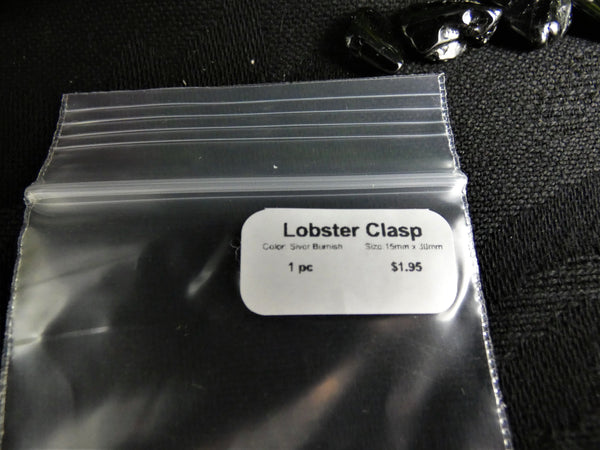 Lobster Clasp
Color: Silver Burnish Size 15mm x 30mm
1 pc $1.95